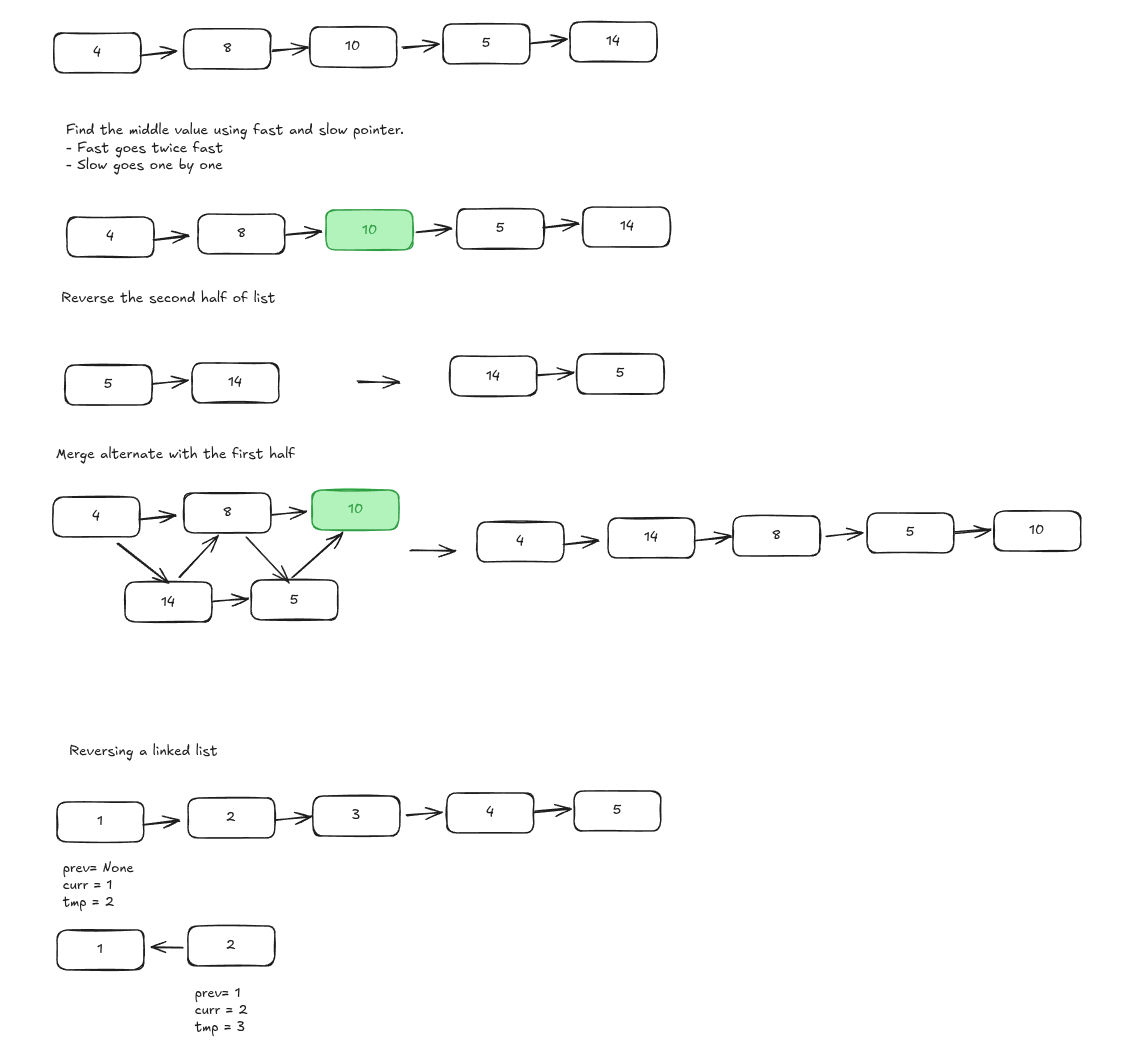 4 8 10 5 14
Find the middle value using fast and slow pointer.
- Fast goes twice fast
- Slow goes one by one
4 8 10 5 14
Reverse the second half of list
5 14 14 5
Merge alternate with the first half
4 8 10
14 5
4 14 8 5 10
Reversing a linked list
1 2 3 4 5
prev= None
curr = 1
tmp = 2
1 2
prev= 1
curr = 2
tmp = 3